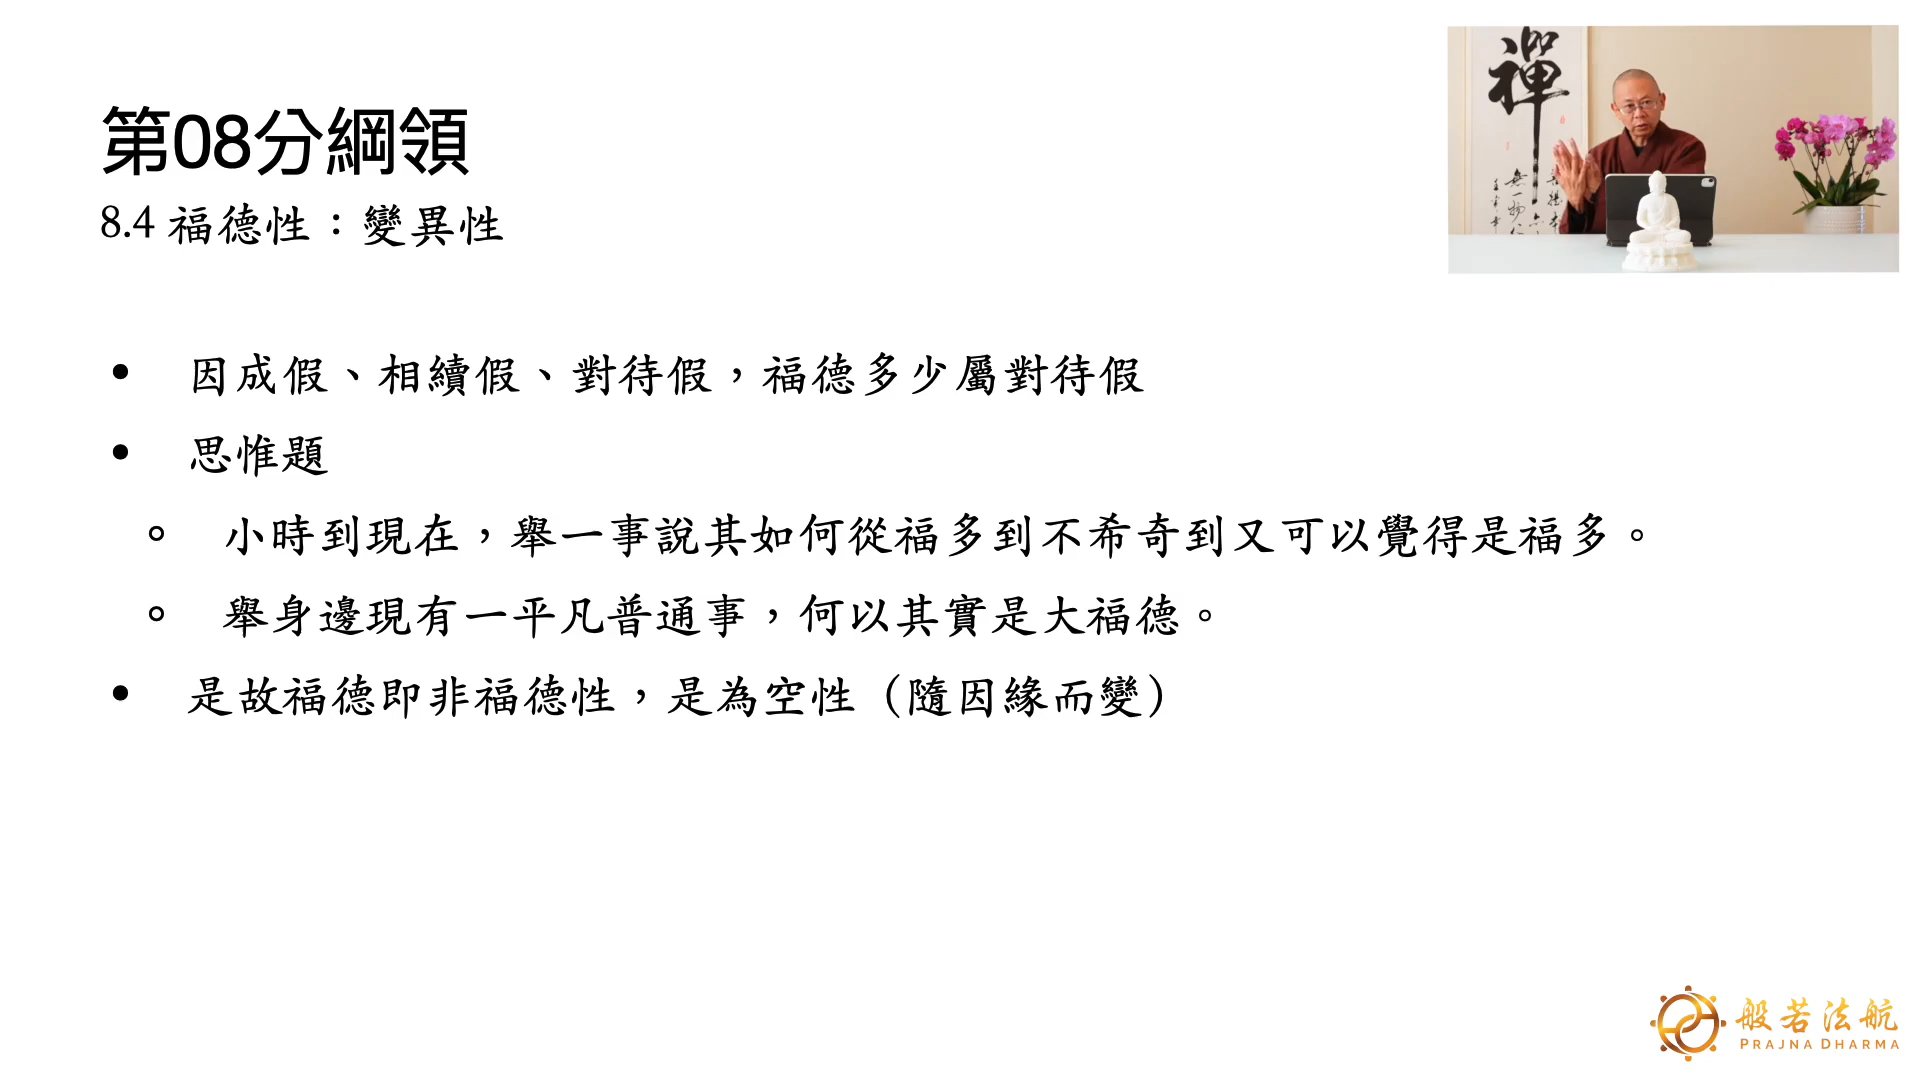 第08分綱領
8.4 福德性：變異性
• 因成假、相續假、對待假，福德多少屬對待假
• 思惟題
○ 小時到現在，舉一事說其如何從福多到不希奇到又可以覺得是福多。
○ 舉身邊現有一平凡普通事，何以其實是大福德。
• 是故福德即非福德性，是為空性（隨因緣而變）
禪
般若法航
PRAJNA DHARMA